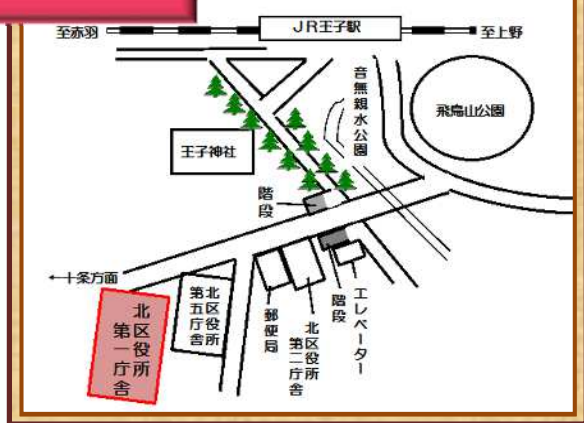 至赤羽
JR王子駅
至上野
音無親水公園
飛鳥山公園
王子神社
階段
←十条方面
北区役所
第一庁舎
北区役所
第五庁舎
郵便局
北区役所
第二庁舎
階段
エレベーター